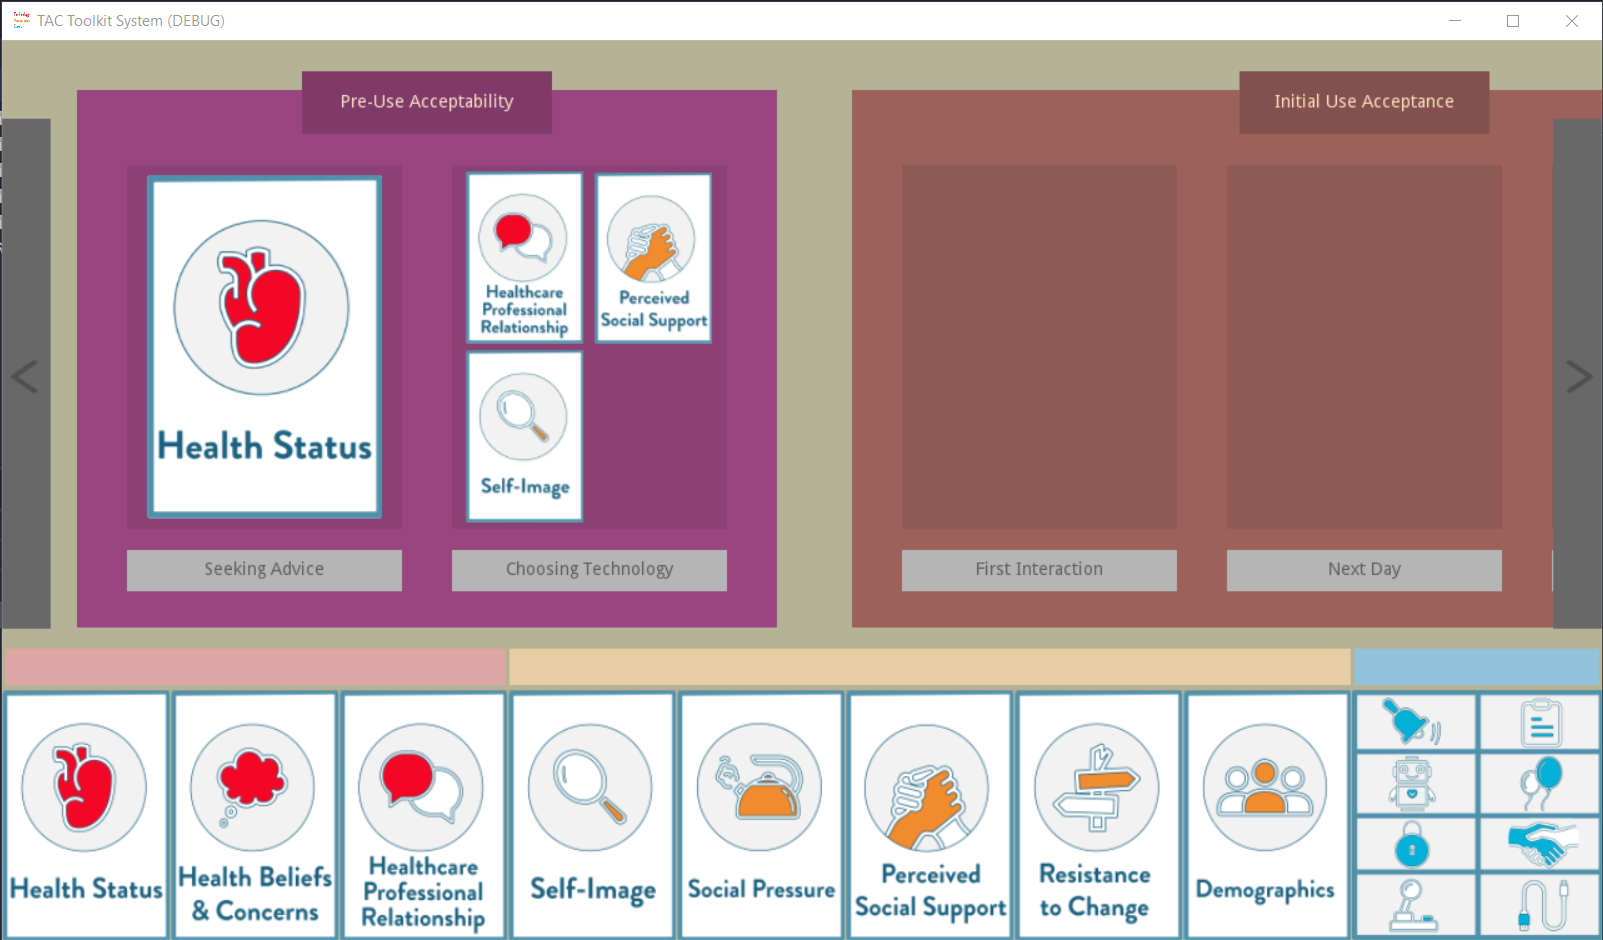 TAC Toolkit System (DEBUG)
Pre-Use Acceptability
Initial Use Acceptance
Health Status
Healthcare
Professional
Relationship
Perceived
Social Support
Self-Image
Seeking Advice
Choosing Technology
First Interaction
Next Day
Health Status
Health Beliefs
& Concerns
Healthcare
Professional
Relationship
Self-Image
Social Pressure
Perceived
Social Support
Resistance
to Change
Demographics